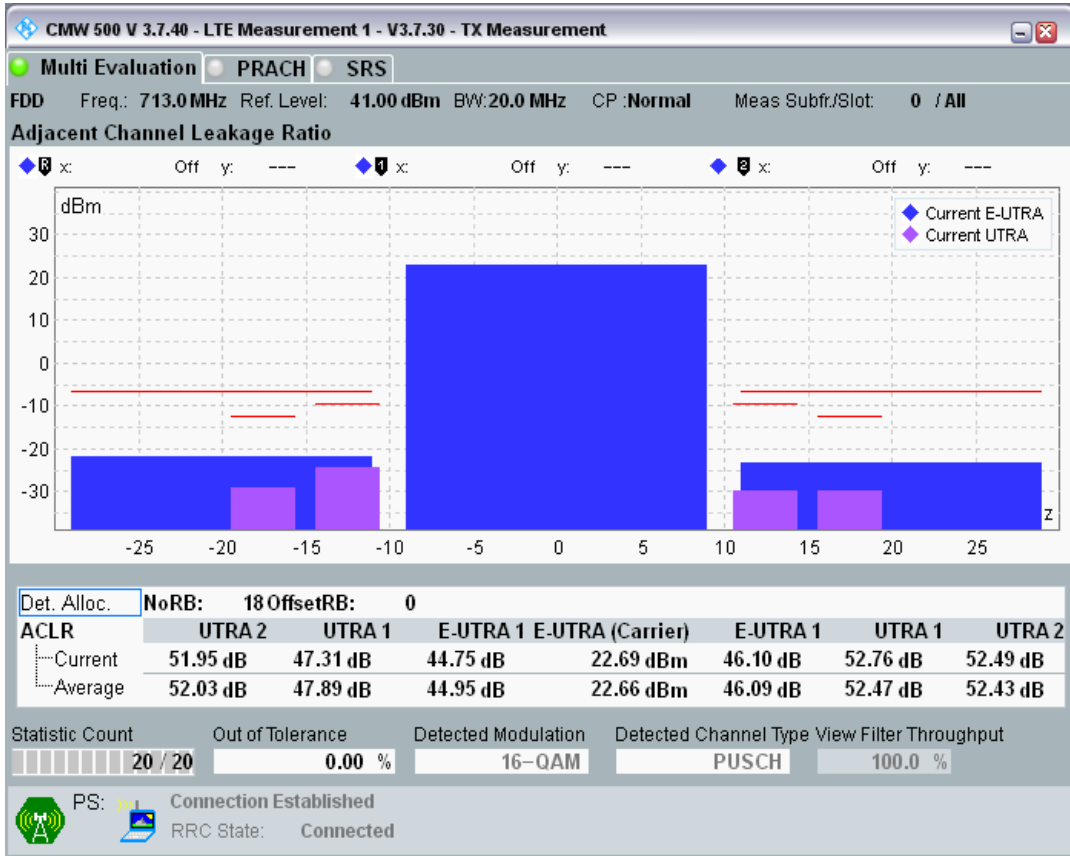 CMW 500 V 3.7.40 - LTE Measurement 1 - V3.7.30 - TX Measurement
Multi Evaluation PRACH SRS
FDD Freq.: 713.0 MHz Ref. Level: 41.00 dBm BW: 20.0 MHz CP :Normal Meas Subfr./Slot: 0 / All
Adjacent Channel Leakage Ratio
R x: Off y: --- 1 x: Off y: --- 2 x: Off y: ---
dBm
Current E-UTRA
Current UTRA
30
20
10
0
-10
-20
-30
z
-25 -20 -15 -10 -5 0 5 10 15 20 25
Det. Alloc. NoRB: 18 OffsetRB: 0
ACLR UTRA 2 UTRA 1 E-UTRA 1 E-UTRA (Carrier) E-UTRA 1 UTRA 1 UTRA 2
Current 51.95 dB 47.31 dB 44.75 dB 22.69 dBm 46.10 dB 52.76 dB 52.49 dB
Average 52.03 dB 47.89 dB 44.95 dB 22.66 dBm 46.09 dB 52.47 dB 52.43 dB
Statistic Count Out of Tolerance Detected Modulation Detected Channel Type View Filter Throughput
20 / 20 0.00 % 16-QAM PUSCH 100.0 %
PS: Connection Established
RRC State: Connected